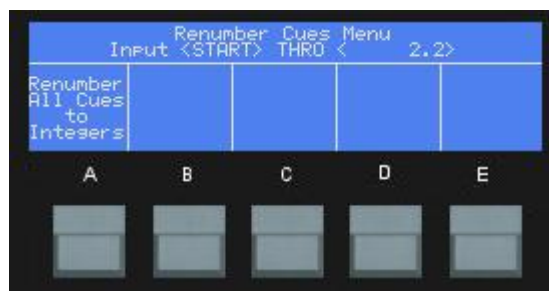 Renumber Cues Menu
Input <START> THRO < 2.2>
Renumber
All Cues
to
Integers
A B C D E